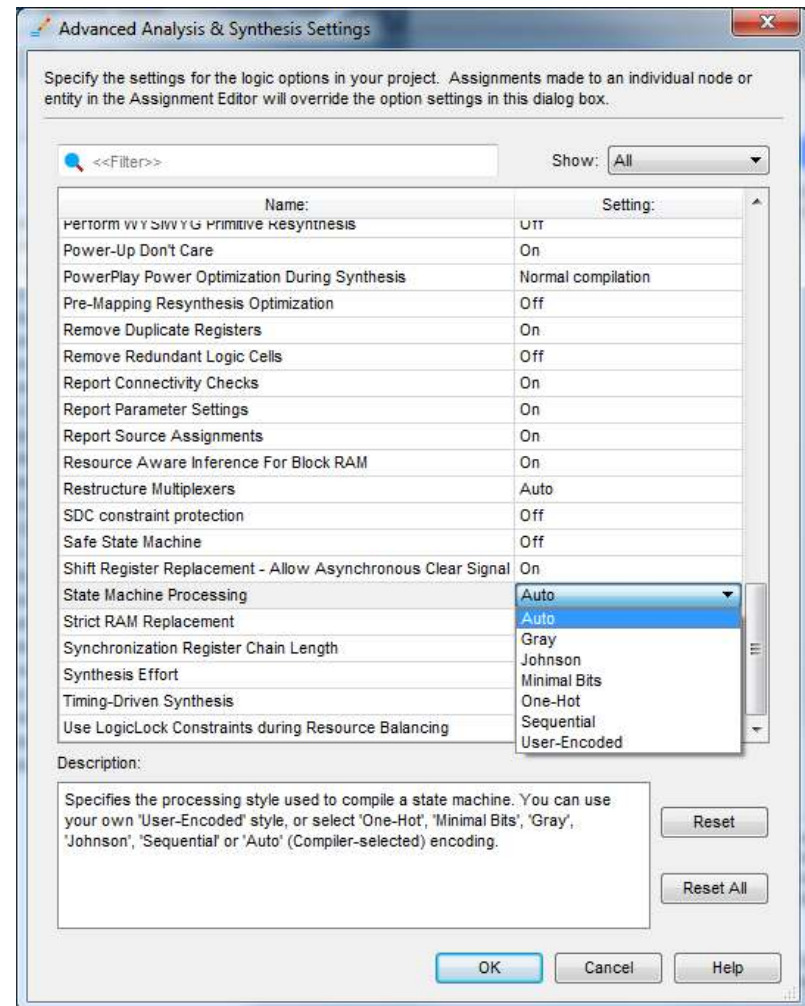 Advanced Analysis & Synthesis Settings
Specify the settings for the logic options in your project. Assignments made to an individual node or
entity in the Assignment Editor will override the option settings in this dialog box.
<<Filter>> Show: All
Name: Setting:
Perform WYSIWYG Primitive Resynthesis Off
Power-Up Don't Care On
PowerPlay Power Optimization During Synthesis Normal compilation
Pre-Mapping Resynthesis Optimization Off
Remove Duplicate Registers On
Remove Redundant Logic Cells Off
Report Connectivity Checks On
Report Parameter Settings On
Report Source Assignments On
Resource Aware Inference For Block RAM On
Restructure Multiplexers Auto
SDC constraint protection Off
Safe State Machine Off
Shift Register Replacement - Allow Asynchronous Clear Signal On
State Machine Processing Auto
Strict RAM Replacement Auto
Synchronization Register Chain Length Gray
Johnson
Synthesis Effort Minimal Bits
Timing-Driven Synthesis One-Hot
Use LogicLock Constraints during Resource Balancing Sequential
User-Encoded
Description:
Specifies the processing style used to compile a state machine. You can use
your own 'User-Encoded' style, or select 'One-Hot', 'Minimal Bits', 'Gray',
'Johnson', 'Sequential' or 'Auto' (Compiler-selected) encoding.
Reset
Reset All
OK Cancel Help